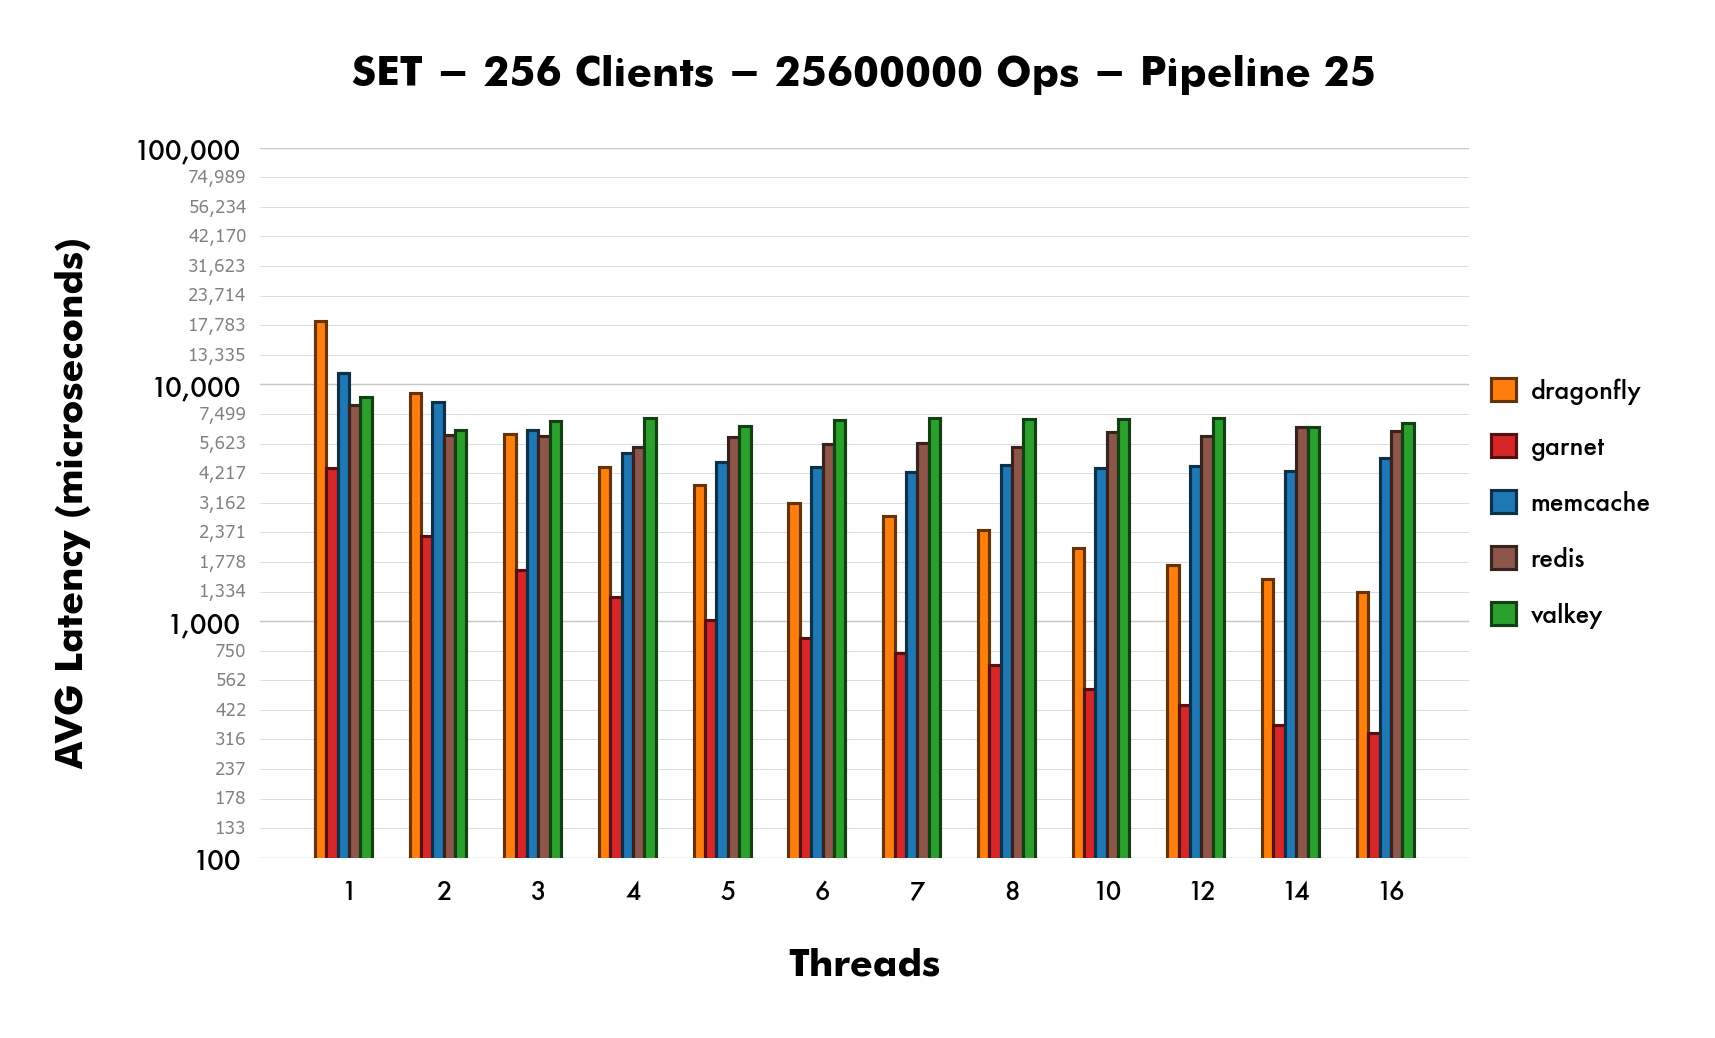 SET – 256 Clients – 25600000 Ops – Pipeline 25
AVG Latency (microseconds)
100,000
74,989
56,234
42,170
31,623
23,714
17,783
13,335
10,000
7,499
5,623
4,217
3,162
2,371
1,778
1,334
1,000
750
562
422
316
237
178
133
100
1 2 3 4 5 6 7 8 10 12 14 16
Threads
dragonfly
garnet
memcache
redis
valkey